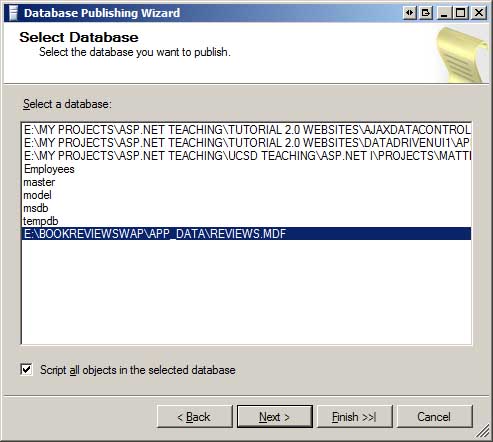 Database Publishing Wizard
Select Database
Select the database you want to publish.
Select a database:
E:\MY PROJECTS\ASP.NET TEACHING\TUTORIAL 2.0 WEBSITES\AJAXDATACONTROL
E:\MY PROJECTS\ASP.NET TEACHING\TUTORIAL 2.0 WEBSITES\DATADRIVENUI1\AP
E:\MY PROJECTS\ASP.NET TEACHING\UCSD TEACHING\ASP.NET I\PROJECTS\MATT
Employees
master
model
msdb
tempdb
E:\BOOKREVIEWSWAP\APP_DATA\REVIEWS.MDF
Script all objects in the selected database
< Back
Next >
Finish >>|
Cancel